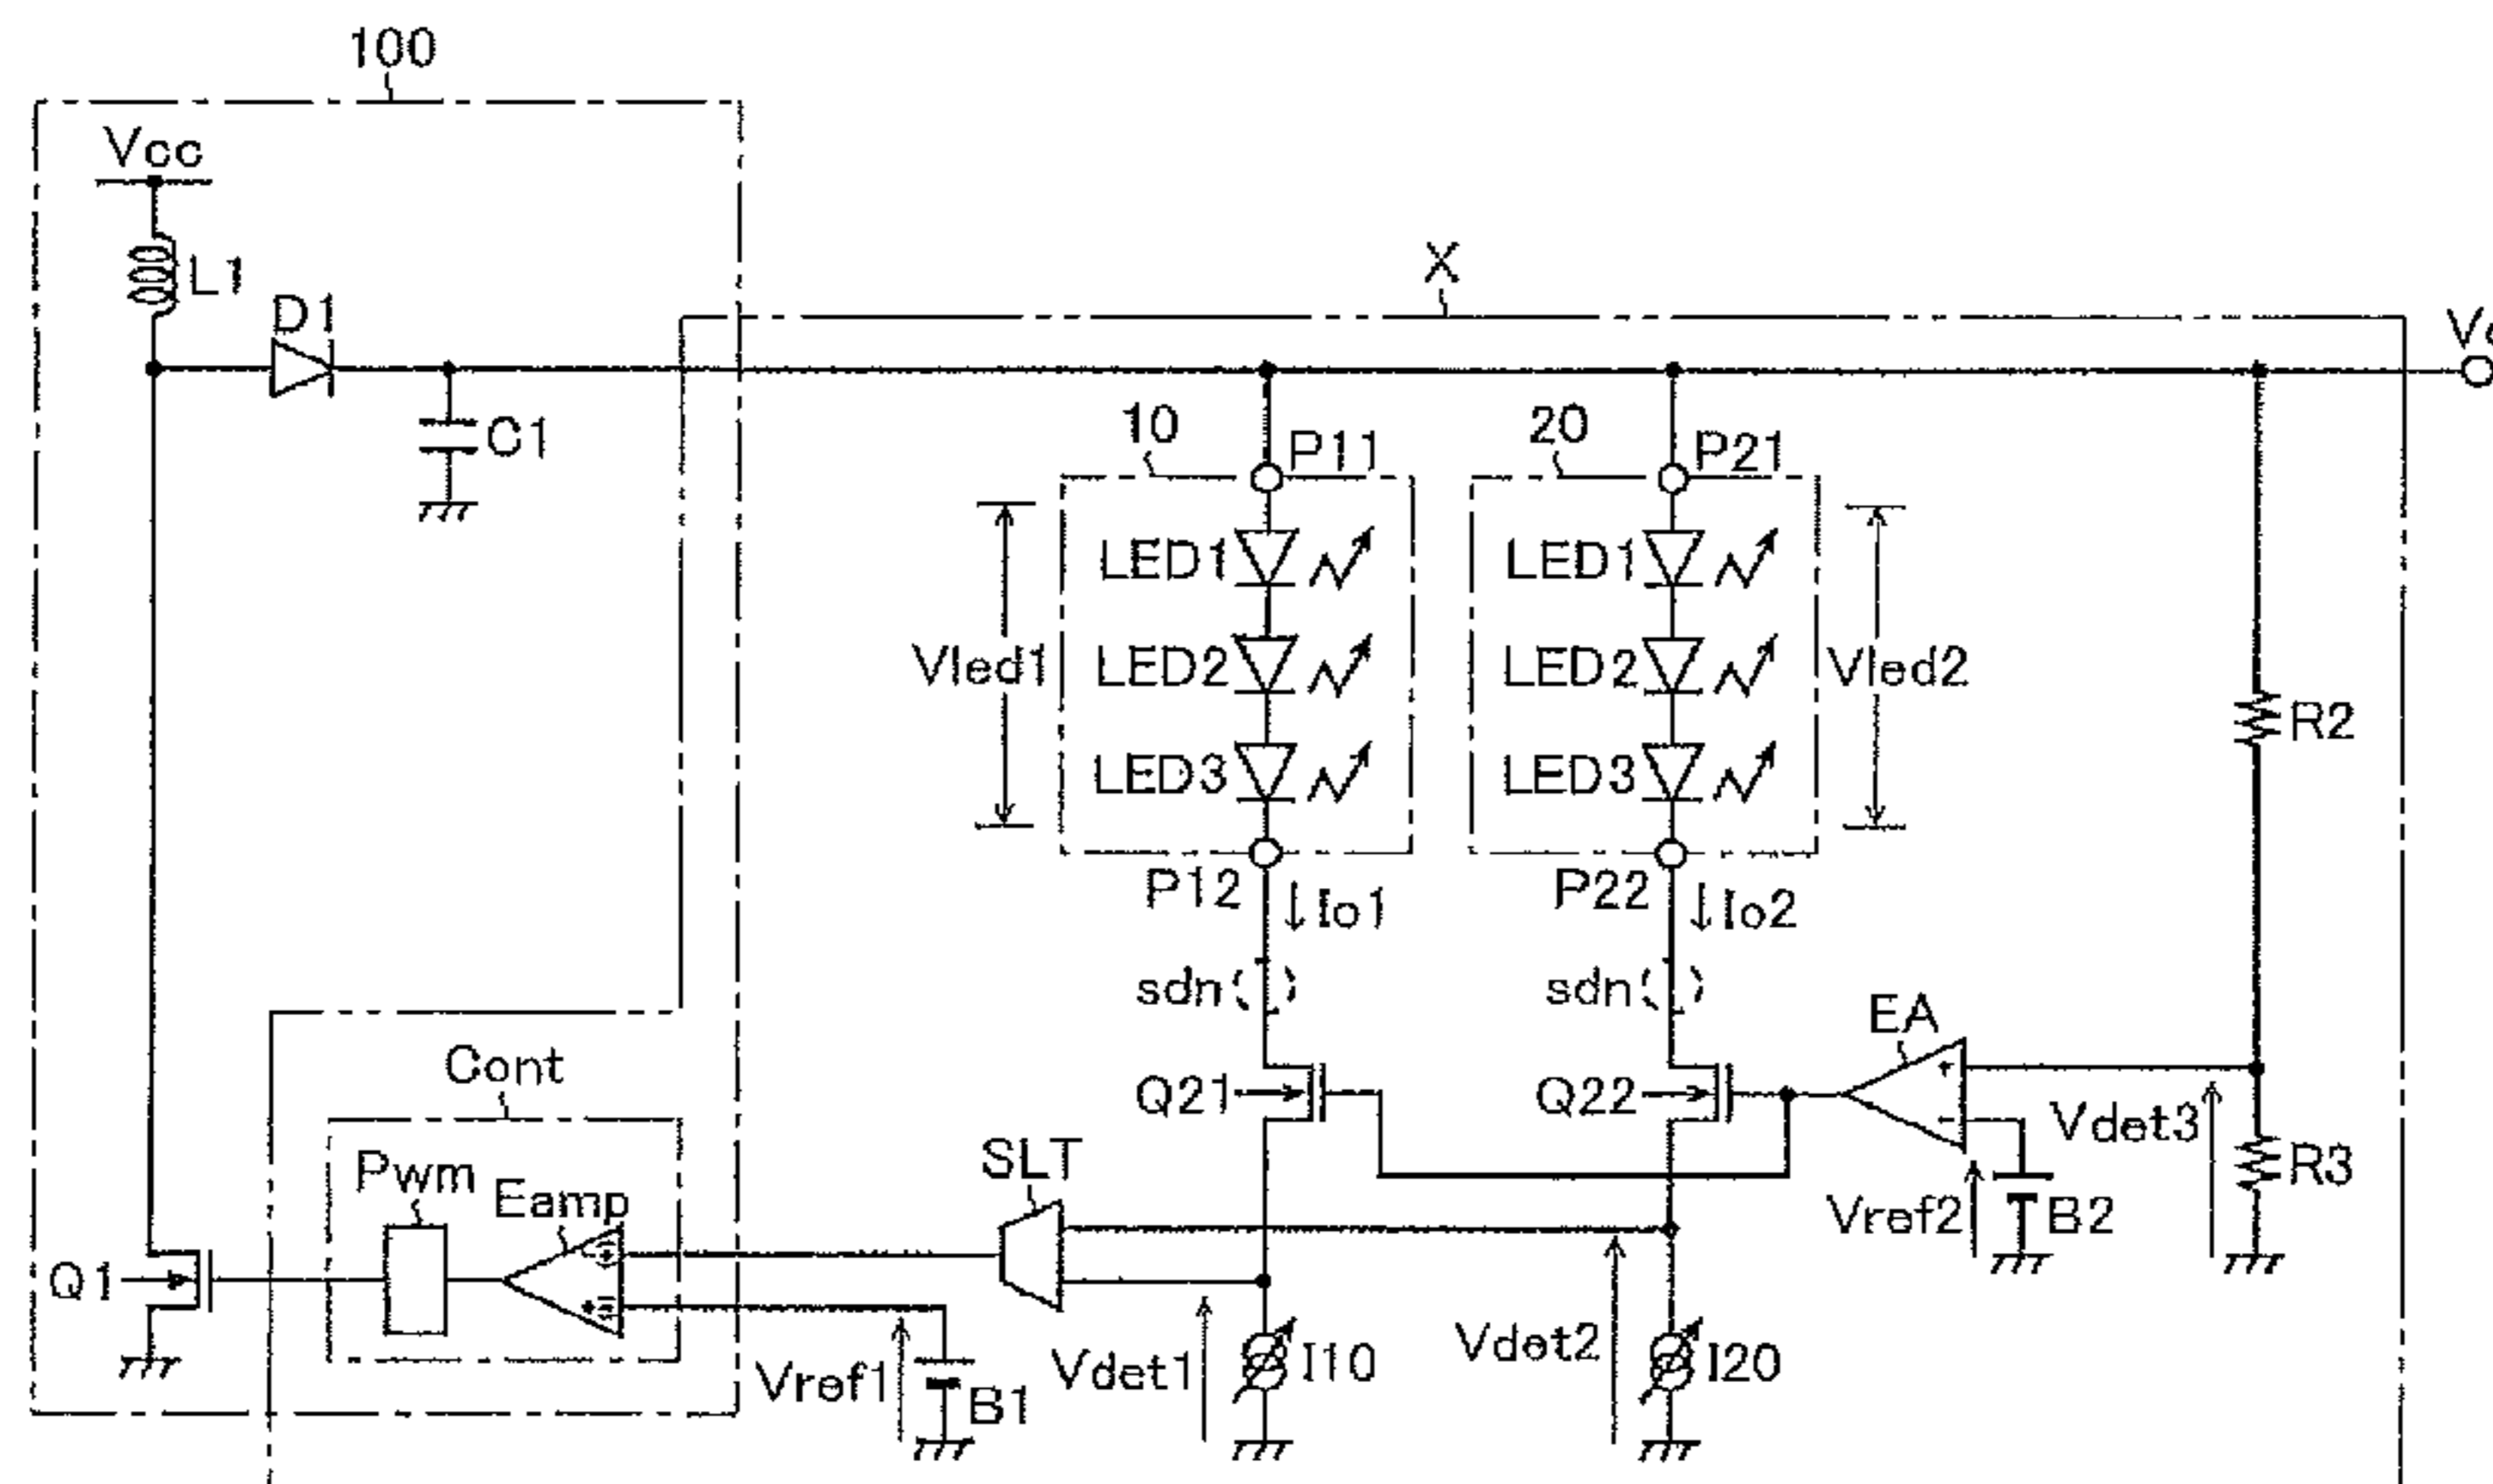 100
Vcc
L1
D1
C1
X
10
P11
20
P21
LED1
LED1
Vled1
LED2
LED2
Vled2
LED3
LED3
R2
P12
Io1
P22
Io2
sdn
sdn
EA
Cont
Q21
Q22
Vdet3
Pwm
Eamp
SLT
R3
Vref2
B2
Q1
Vref1
B1
Vdet1
I10
Vdet2
I20